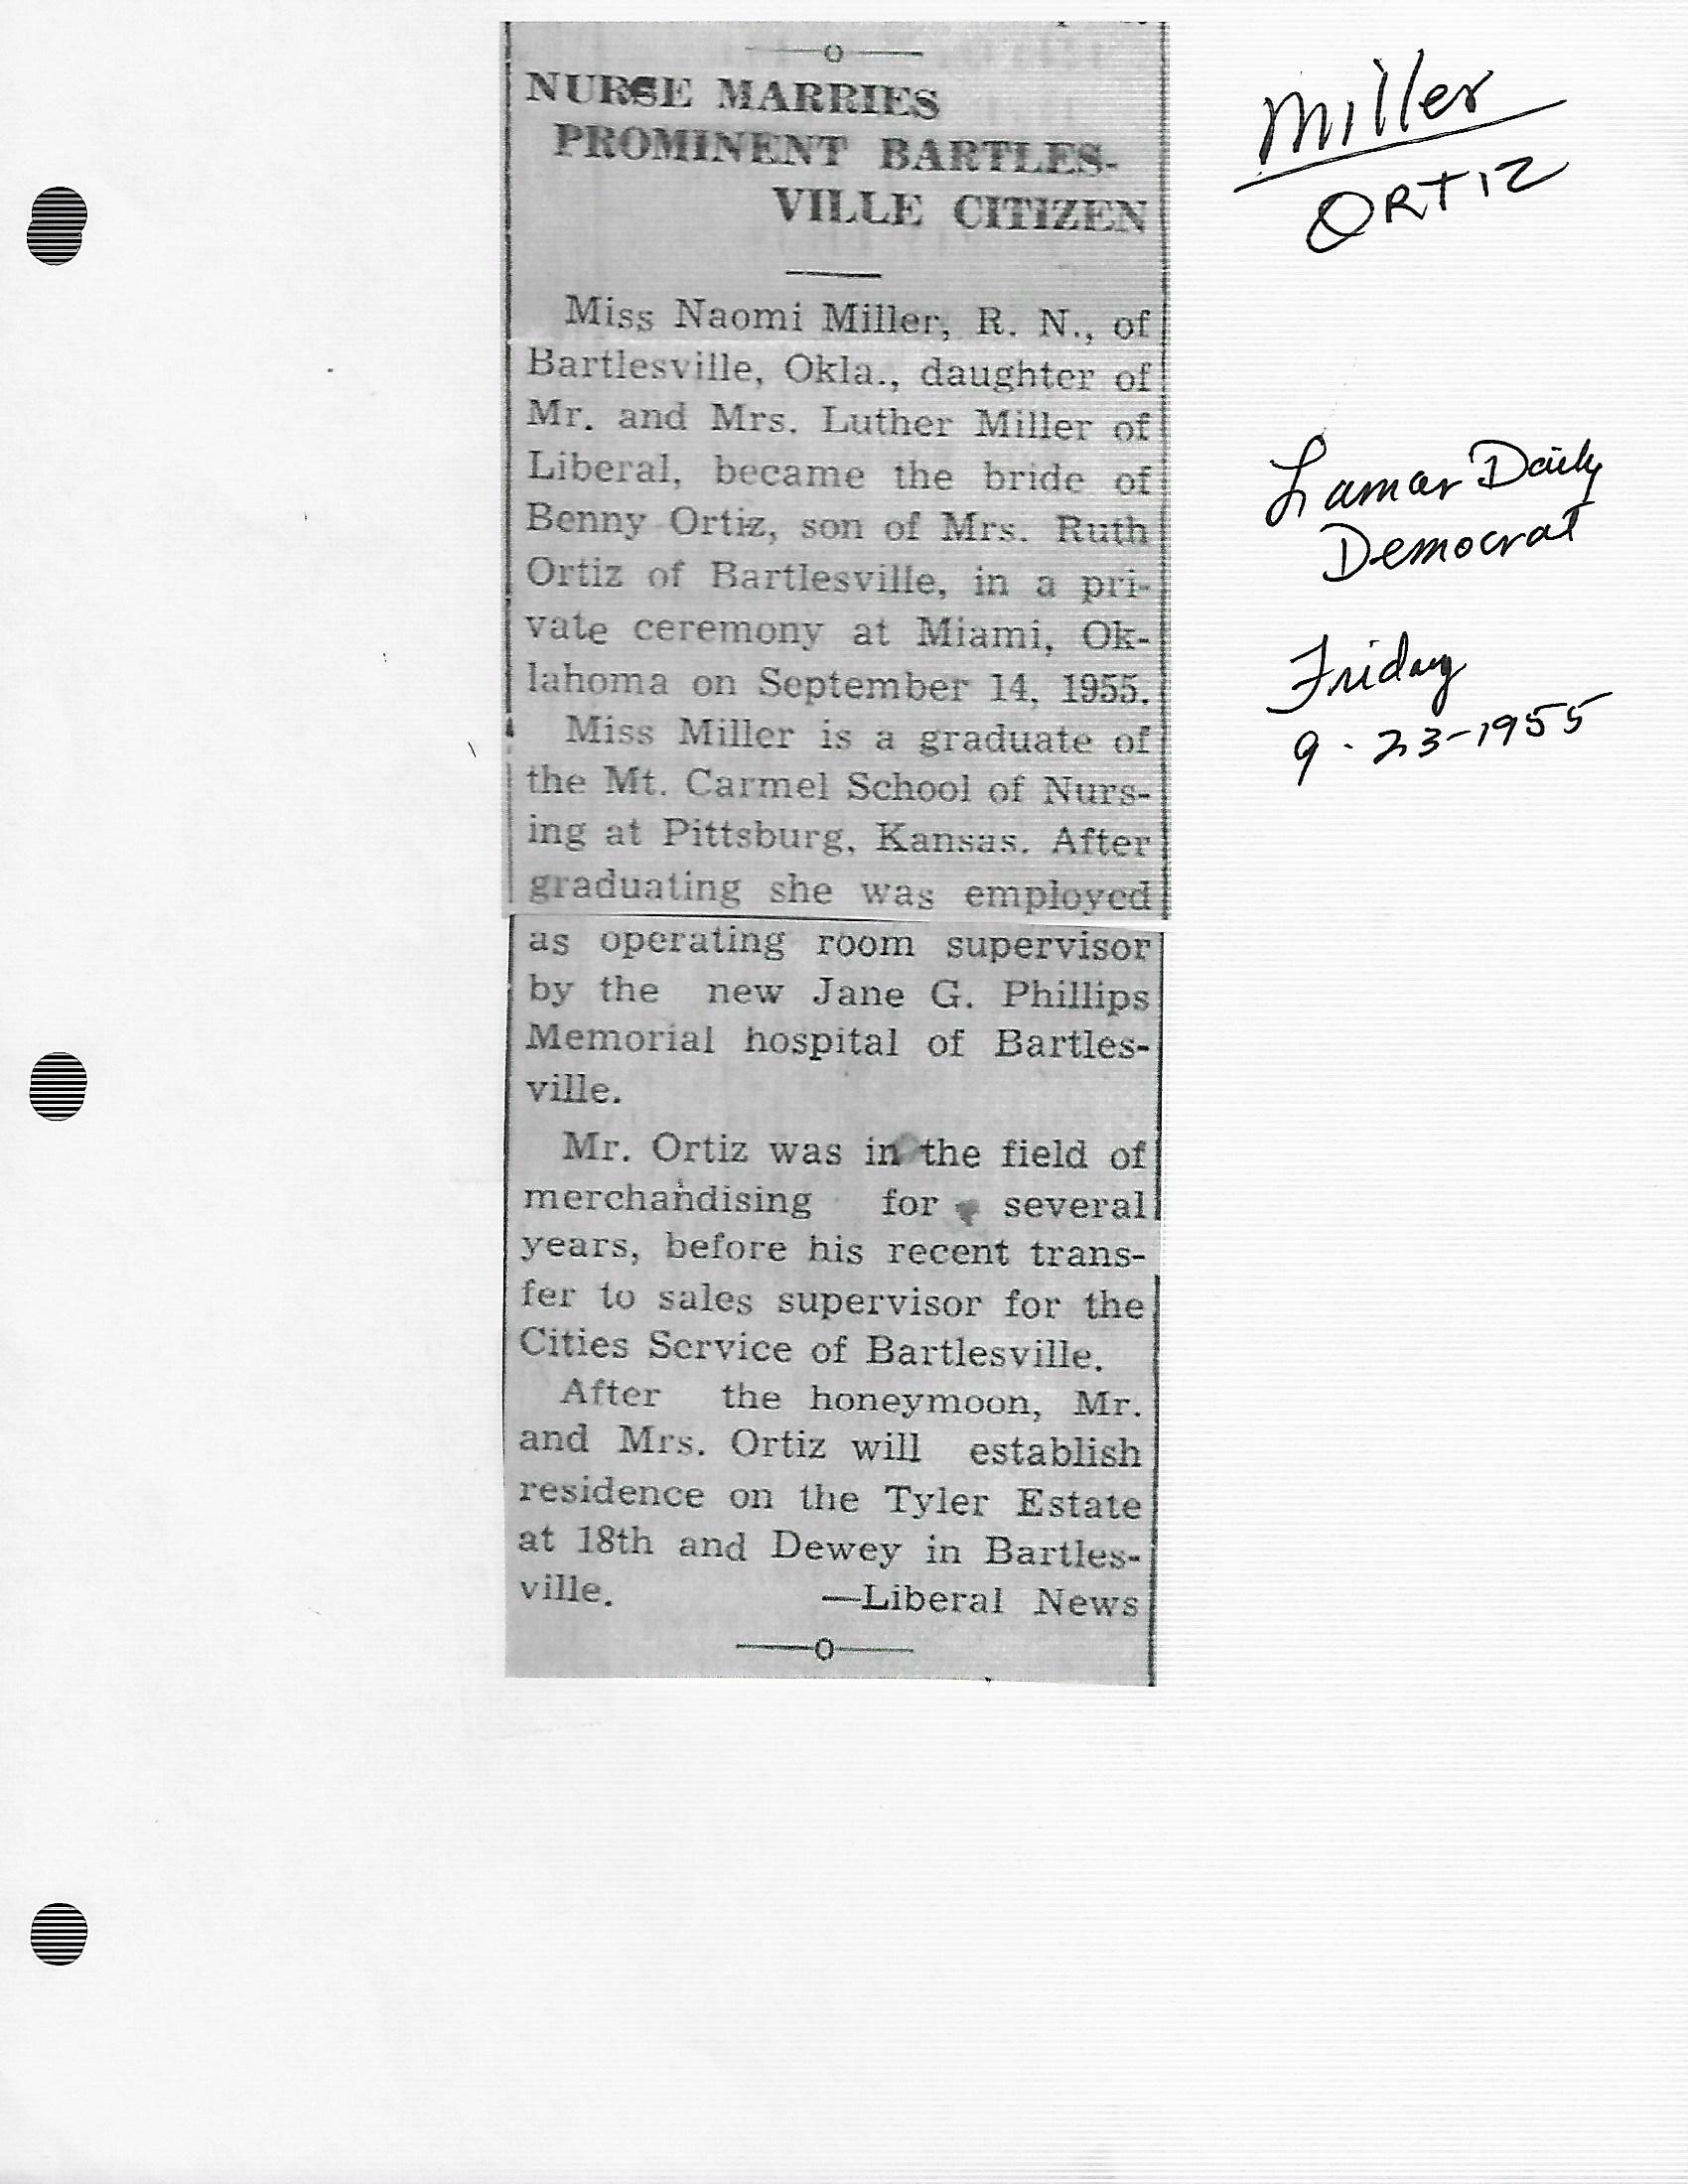 NURSE MARRIES
PROMINENT BARTLES-
VILLE CITIZEN
Miss Naomi Miller, R. N., of
Bartlesville, Okla., daughter of
Mr. and Mrs. Luther Miller of
Liberal, became the bride of
Benny Ortiz, son of Mrs. Ruth
Ortiz of Bartlesville, in a pri-
vate ceremony at Miami, Ok-
lahoma on September 14, 1955.
Miss Miller is a graduate of
the Mt. Carmel School of Nurs-
ing at Pittsburg, Kansas. After
graduating she was employed
as operating room supervisor
by the new Jane G. Phillips
Memorial hospital of Bartles-
ville.
Mr. Ortiz was in the field of
merchandising for several
years, before his recent trans-
fer to sales supervisor for the
Cities Service of Bartlesville.
After the honeymoon, Mr.
and Mrs. Ortiz will establish
residence on the Tyler Estate
at 18th and Dewey in Bartles-
ville. —Liberal News
Miller
ORTIZ
Lamar Daily
Democrat
Friday
9-23-1955